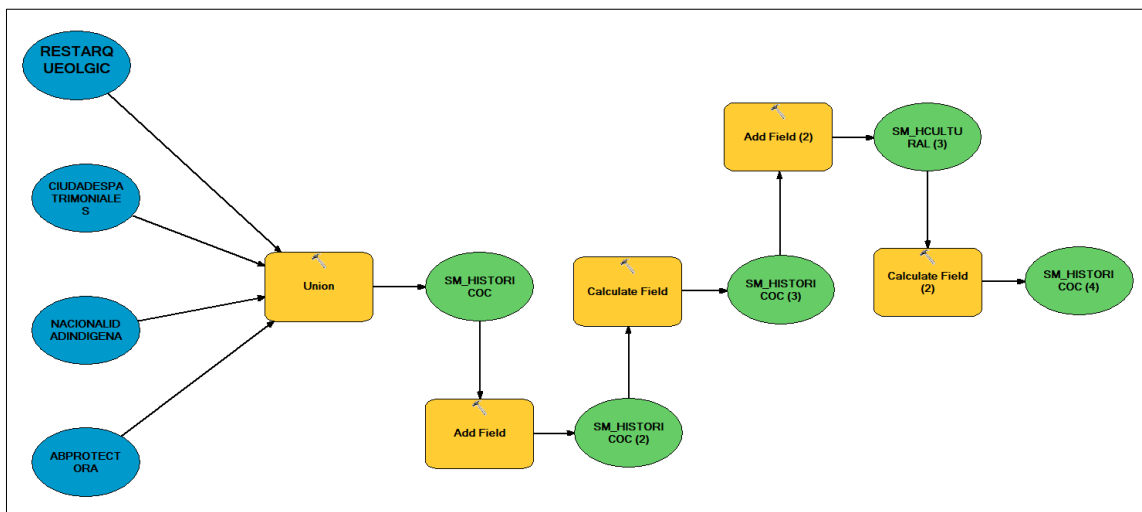 RESTARQ
UEOLGIC
CIUDADESPA
TRIMONIALE
S
NACIONALID
ADINDIGENA
ABPROTECT
ORA
Union
SM_HISTORI
COC
Add Field
SM_HISTORI
COC (2)
Calculate Field
SM_HISTORI
COC (3)
Add Field (2)
SM_HCULTU
RAL (3)
Calculate Field
(2)
SM_HISTORI
COC (4)